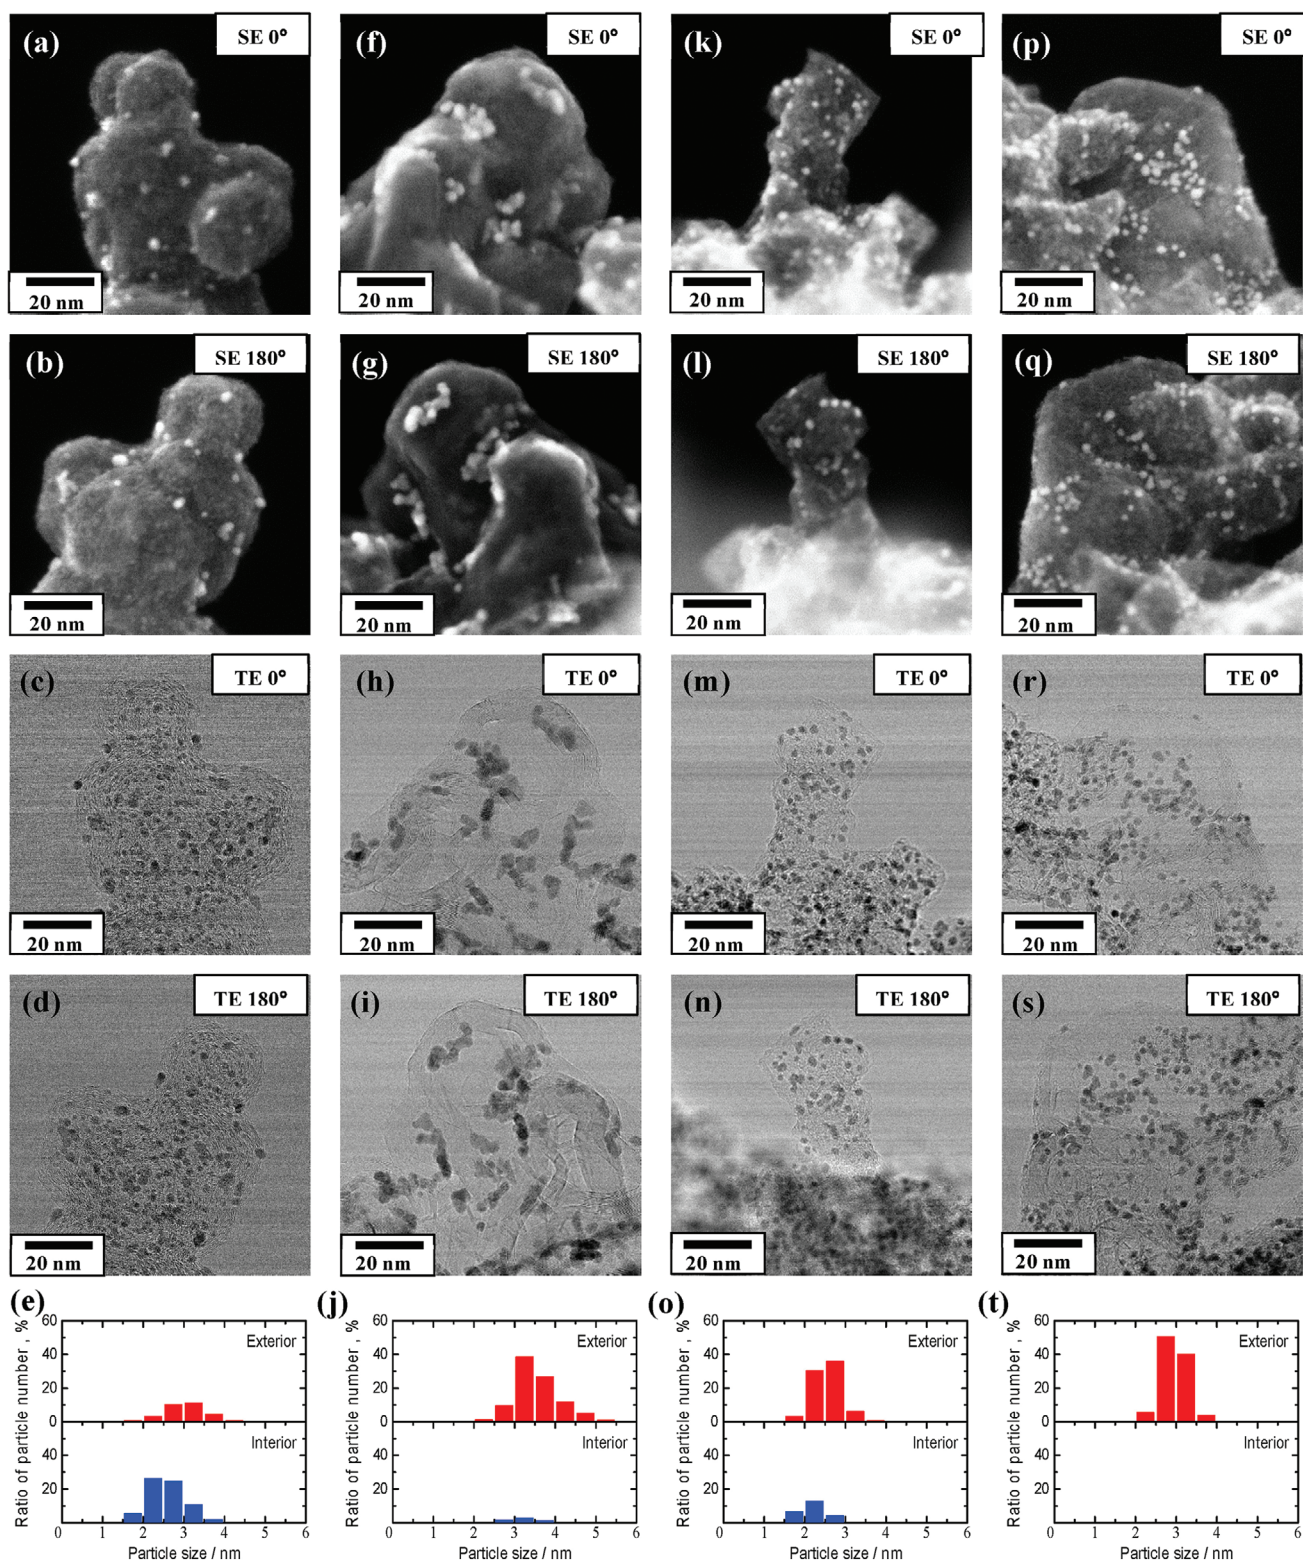 (a) SE 0° (f) SE 0° (k) SE 0° (p) SE 0°
20 nm 20 nm 20 nm 20 nm
(b) SE 180° (g) SE 180° (l) SE 180° (q) SE 180°
20 nm 20 nm 20 nm 20 nm
(c) TE 0° (h) TE 0° (m) TE 0° (r) TE 0°
20 nm 20 nm 20 nm 20 nm
(d) TE 180° (i) TE 180° (n) TE 180° (s) TE 180°
20 nm 20 nm 20 nm 20 nm
(e)
Ratio of particle number , %
60
40
20
0
40
20
Exterior
Interior
0 1 2 3 4 5 6
Particle size / nm
(j)
Ratio of particle number , %
60
40
20
0
40
20
Exterior
Interior
0 1 2 3 4 5 6
Particle size / nm
(o)
Ratio of particle number , %
60
40
20
0
40
20
Exterior
Interior
0 1 2 3 4 5 6
Particle size / nm
(t)
Ratio of particle number , %
60
40
20
0
40
20
Exterior
Interior
0 1 2 3 4 5 6
Particle size / nm